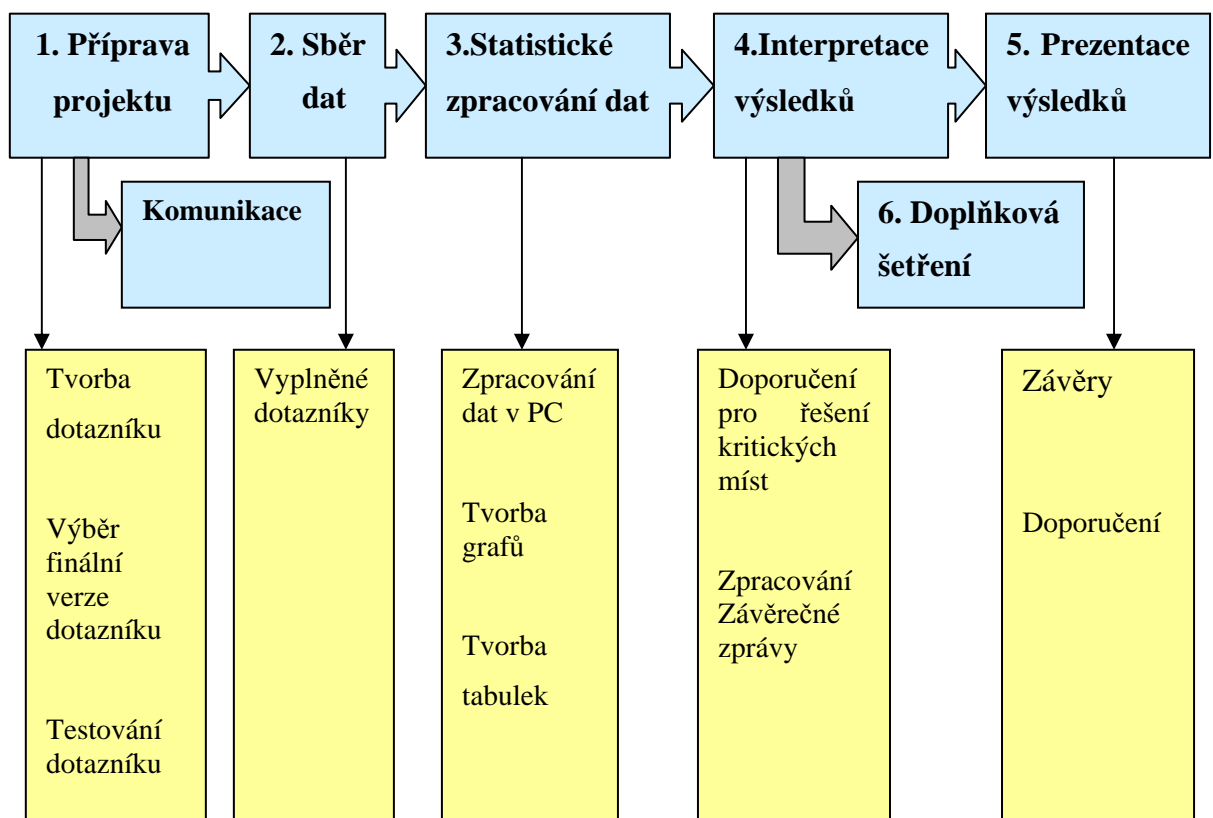 1. Příprava
projektu
2. Sběr
dat
3.Statistické
zpracování dat
4.Interpretace
výsledků
5. Prezentace
výsledků
Komunikace
6. Doplňková
šetření
Tvorba
dotazníku
Výběr
finální
verze
dotazníku
Testování
dotazníku
Vyplněné
dotazníky
Zpracování
dat v PC
Tvorba
grafů
Tvorba
tabulek
Doporučení
pro řešení
kritických
míst
Zpracování
Závěrečné
zprávy
Závěry
Doporučení